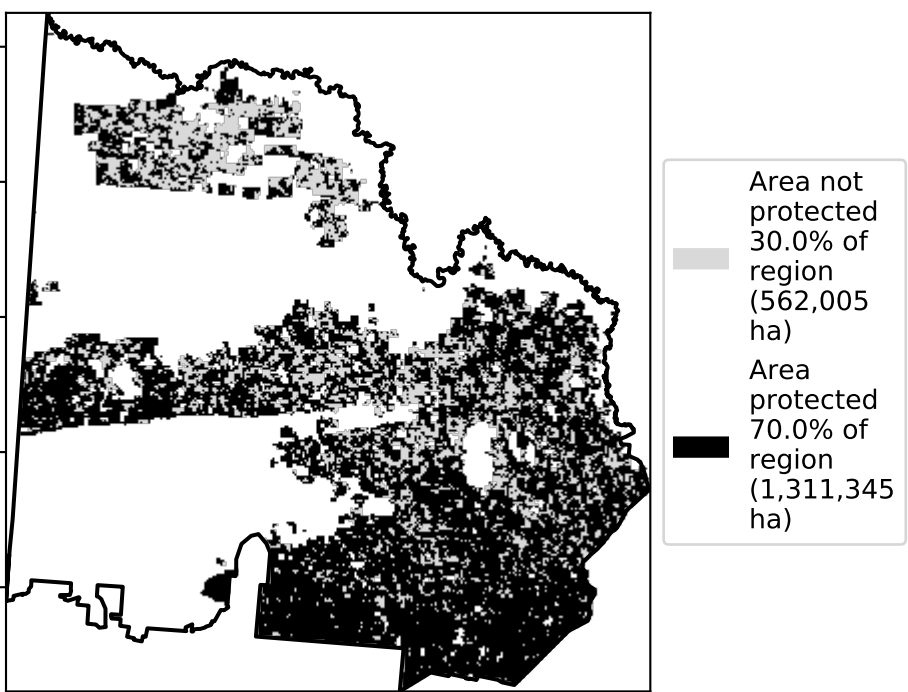 Area not
protected
30.0% of
region
(562,005
ha)
Area
protected
70.0% of
region
(1,311,345
ha)